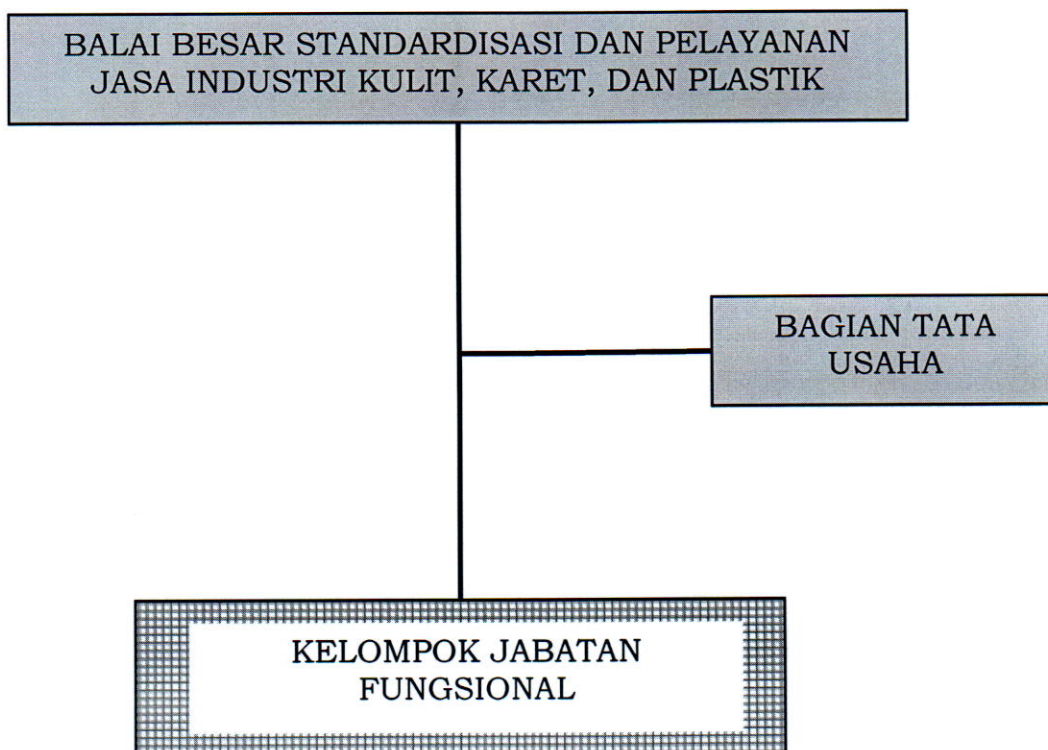 BALAI BESAR STANDARDISASI DAN PELAYANAN
JASA INDUSTRI KULIT, KARET, DAN PLASTIK
BAGIAN TATA
USAHA
KELOMPOK JABATAN
FUNGSIONAL